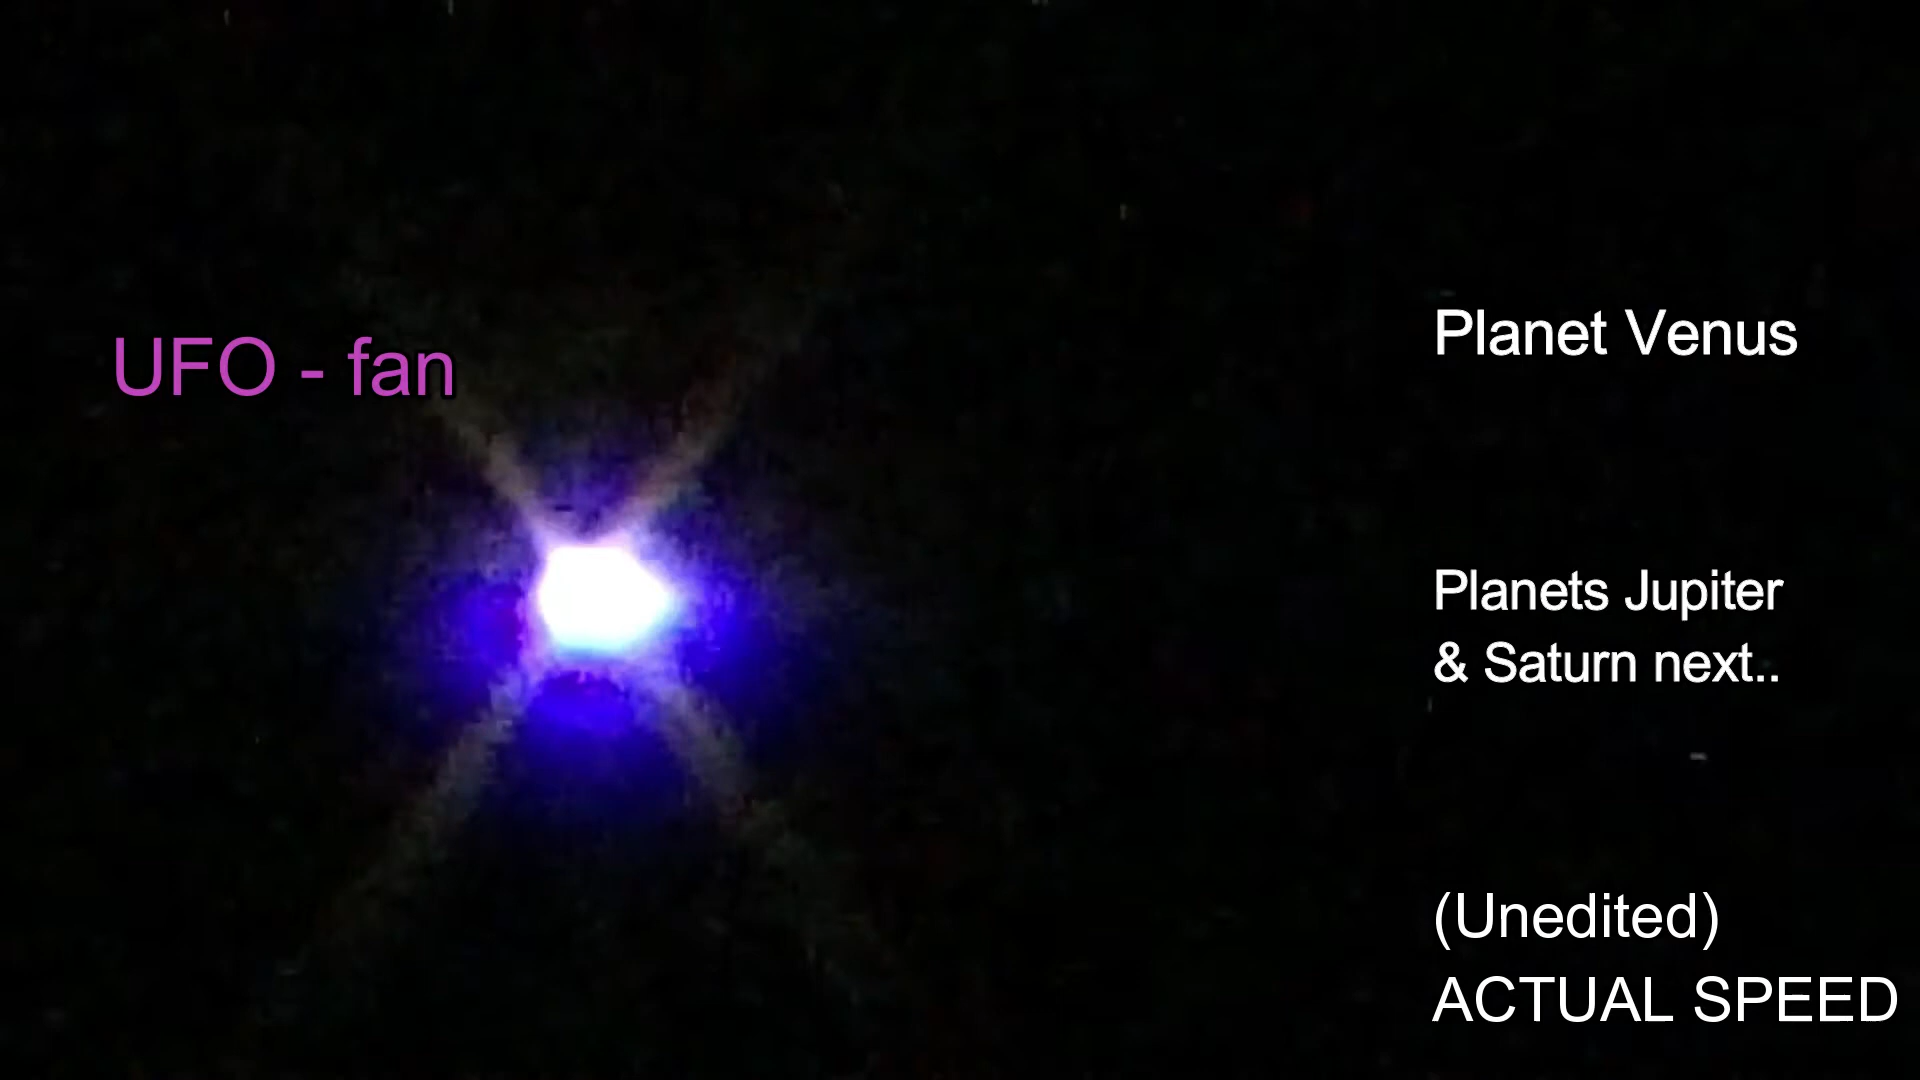 UFO - fan
Planet Venus
Planets Jupiter
& Saturn next..
(Unedited)
ACTUAL SPEED